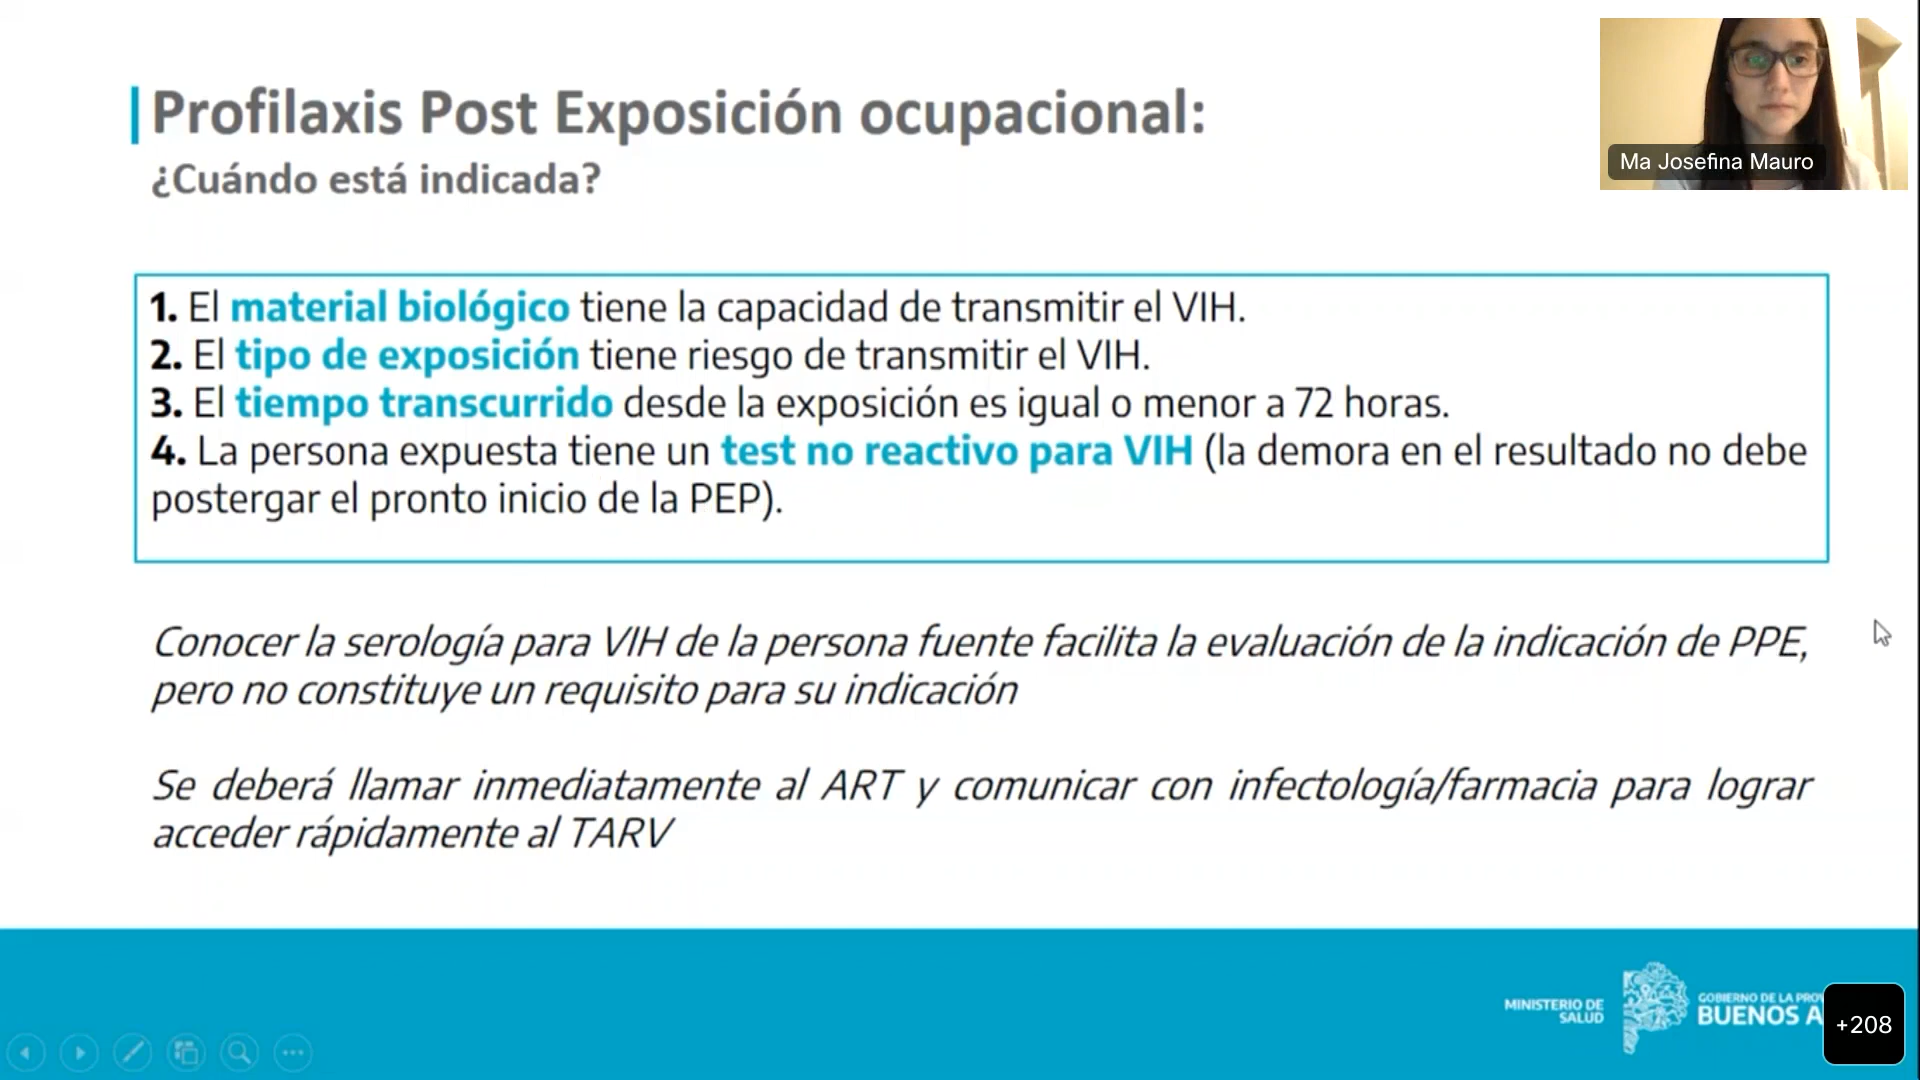 Profilaxis Post Exposición ocupacional:
¿Cuándo está indicada?
Ma Josefina Mauro
1. El material biológico tiene la capacidad de transmitir el VIH.
2. El tipo de exposición tiene riesgo de transmitir el VIH.
3. El tiempo transcurrido desde la exposición es igual o menor a 72 horas.
4. La persona expuesta tiene un test no reactivo para VIH (la demora en el resultado no debe
postergar el pronto inicio de la PEP).
Conocer la serología para VIH de la persona fuente facilita la evaluación de la indicación de PPE,
pero no constituye un requisito para su indicación
Se deberá llamar inmediatamente al ART y comunicar con infectología/farmacia para lograr
acceder rápidamente al TARV
MINISTERIO DE
SALUD
GOBIERNO DE LA
BUENOS
+208